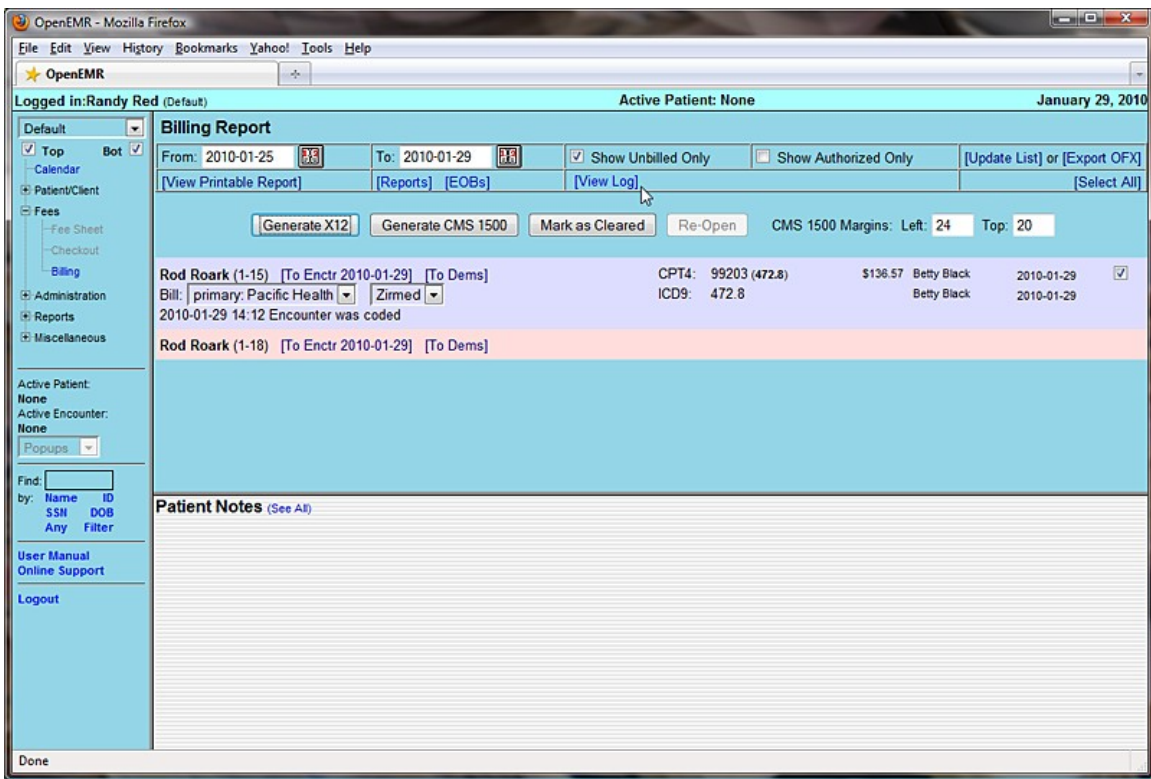 OpenEMR - Mozilla Firefox
File Edit View History Bookmarks Yahoo! Tools Help
OpenEMR
Logged in:Randy Red (Default) Active Patient: None January 29, 2010
Default
Top Bot
Calendar
Patient/Client
Fees
Fee Sheet
Checkout
Billing
Administration
Reports
Miscellaneous
Active Patient:
None
Active Encounter:
None
Popups
Find:
by: Name ID
SSN DOB
Any Filter
User Manual
Online Support
Logout
Billing Report
From: 2010-01-25 To: 2010-01-29 Show Unbilled Only Show Authorized Only [Update List] or [Export OFX]
[View Printable Report] [Reports] [EOBs] [View Log] [Select All]
Generate X12 Generate CMS 1500 Mark as Cleared Re-Open CMS 1500 Margins: Left: 24 Top: 20
Rod Roark (1-15) [To Enctr 2010-01-29] [To Dems] CPT4: 99203 (472.8) $136.57 Betty Black 2010-01-29
Bill: primary: Pacific Health Zirmed ICD9: 472.8 Betty Black 2010-01-29
2010-01-29 14:12 Encounter was coded
Rod Roark (1-18) [To Enctr 2010-01-29] [To Dems]
Patient Notes (See All)
Done